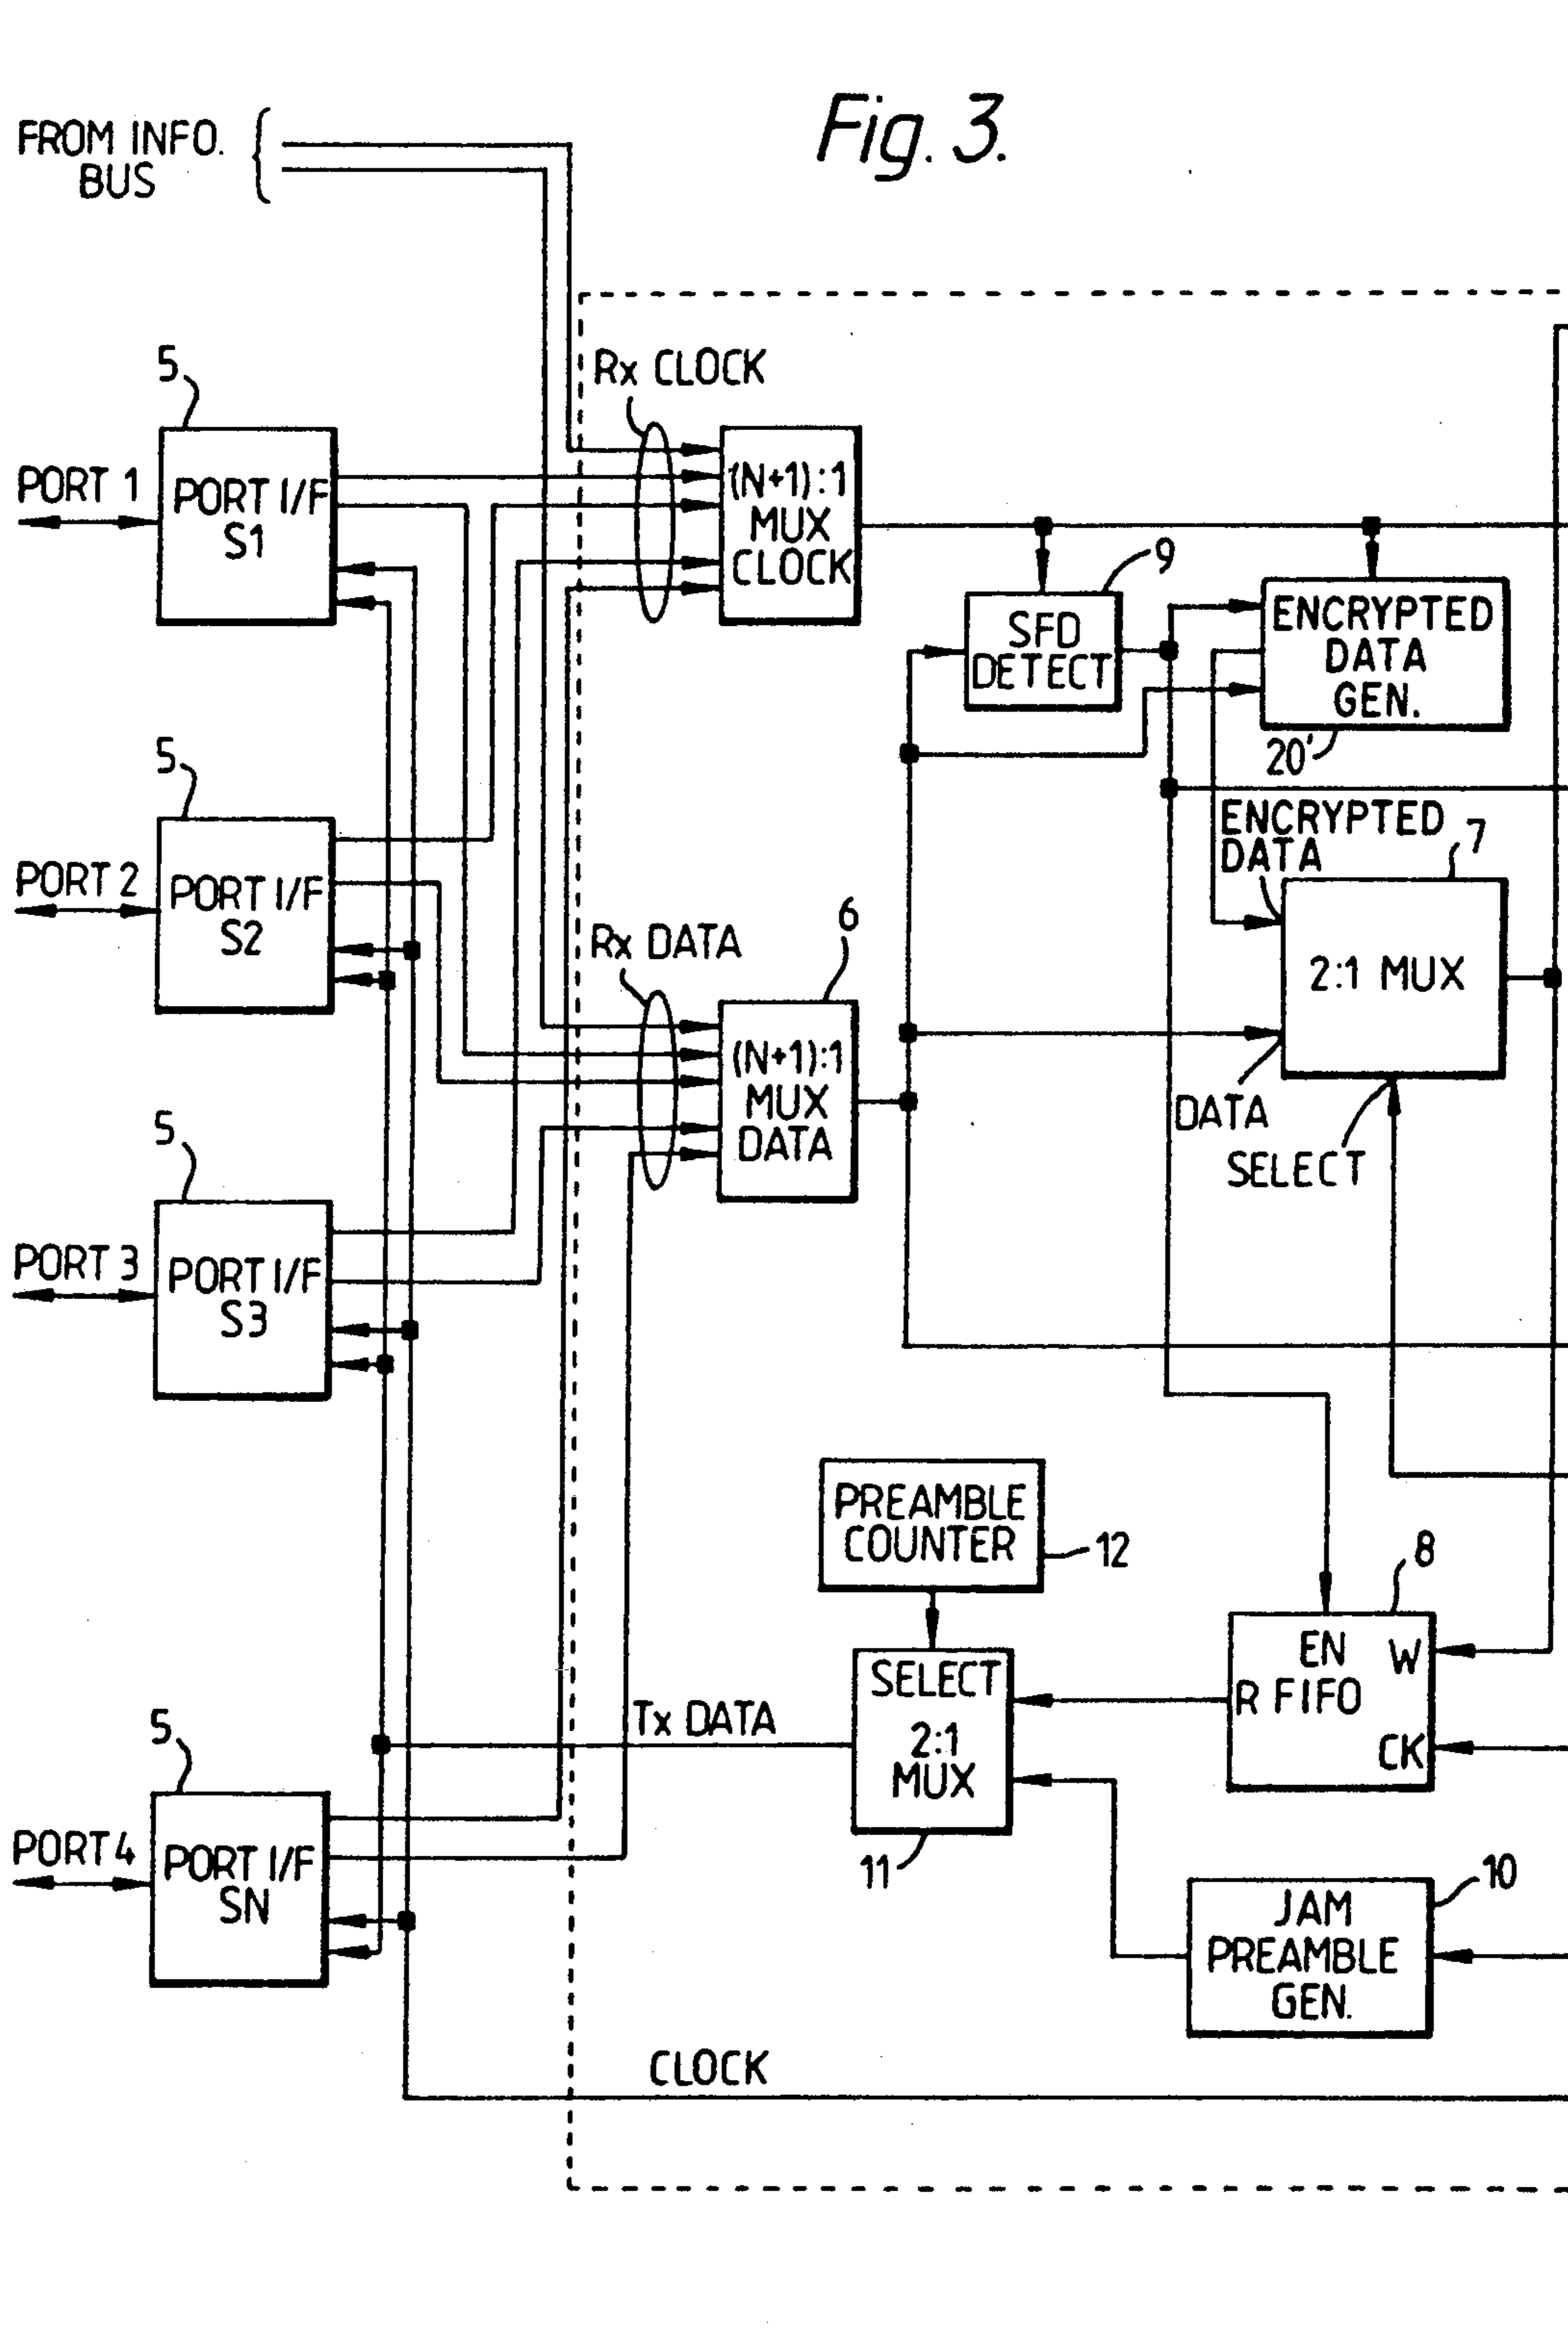 Fig. 3.
FROM INFO.
BUS
Rx CLOCK
5
PORT 1
PORT I/F
S1
(N+1):1
MUX
CLOCK
9
SFD
DETECT
ENCRYPTED
DATA
GEN.
20'
5
PORT 2
PORT I/F
S2
ENCRYPTED
DATA
7
2:1 MUX
Rx DATA
6
(N+1):1
MUX
DATA
DATA
SELECT
5
PORT 3
PORT I/F
S3
PREAMBLE
COUNTER
12
8
EN
W
R FIFO
CK
SELECT
2:1
MUX
11
Tx DATA
5
PORT 4
PORT I/F
SN
10
JAM
PREAMBLE
GEN.
CLOCK